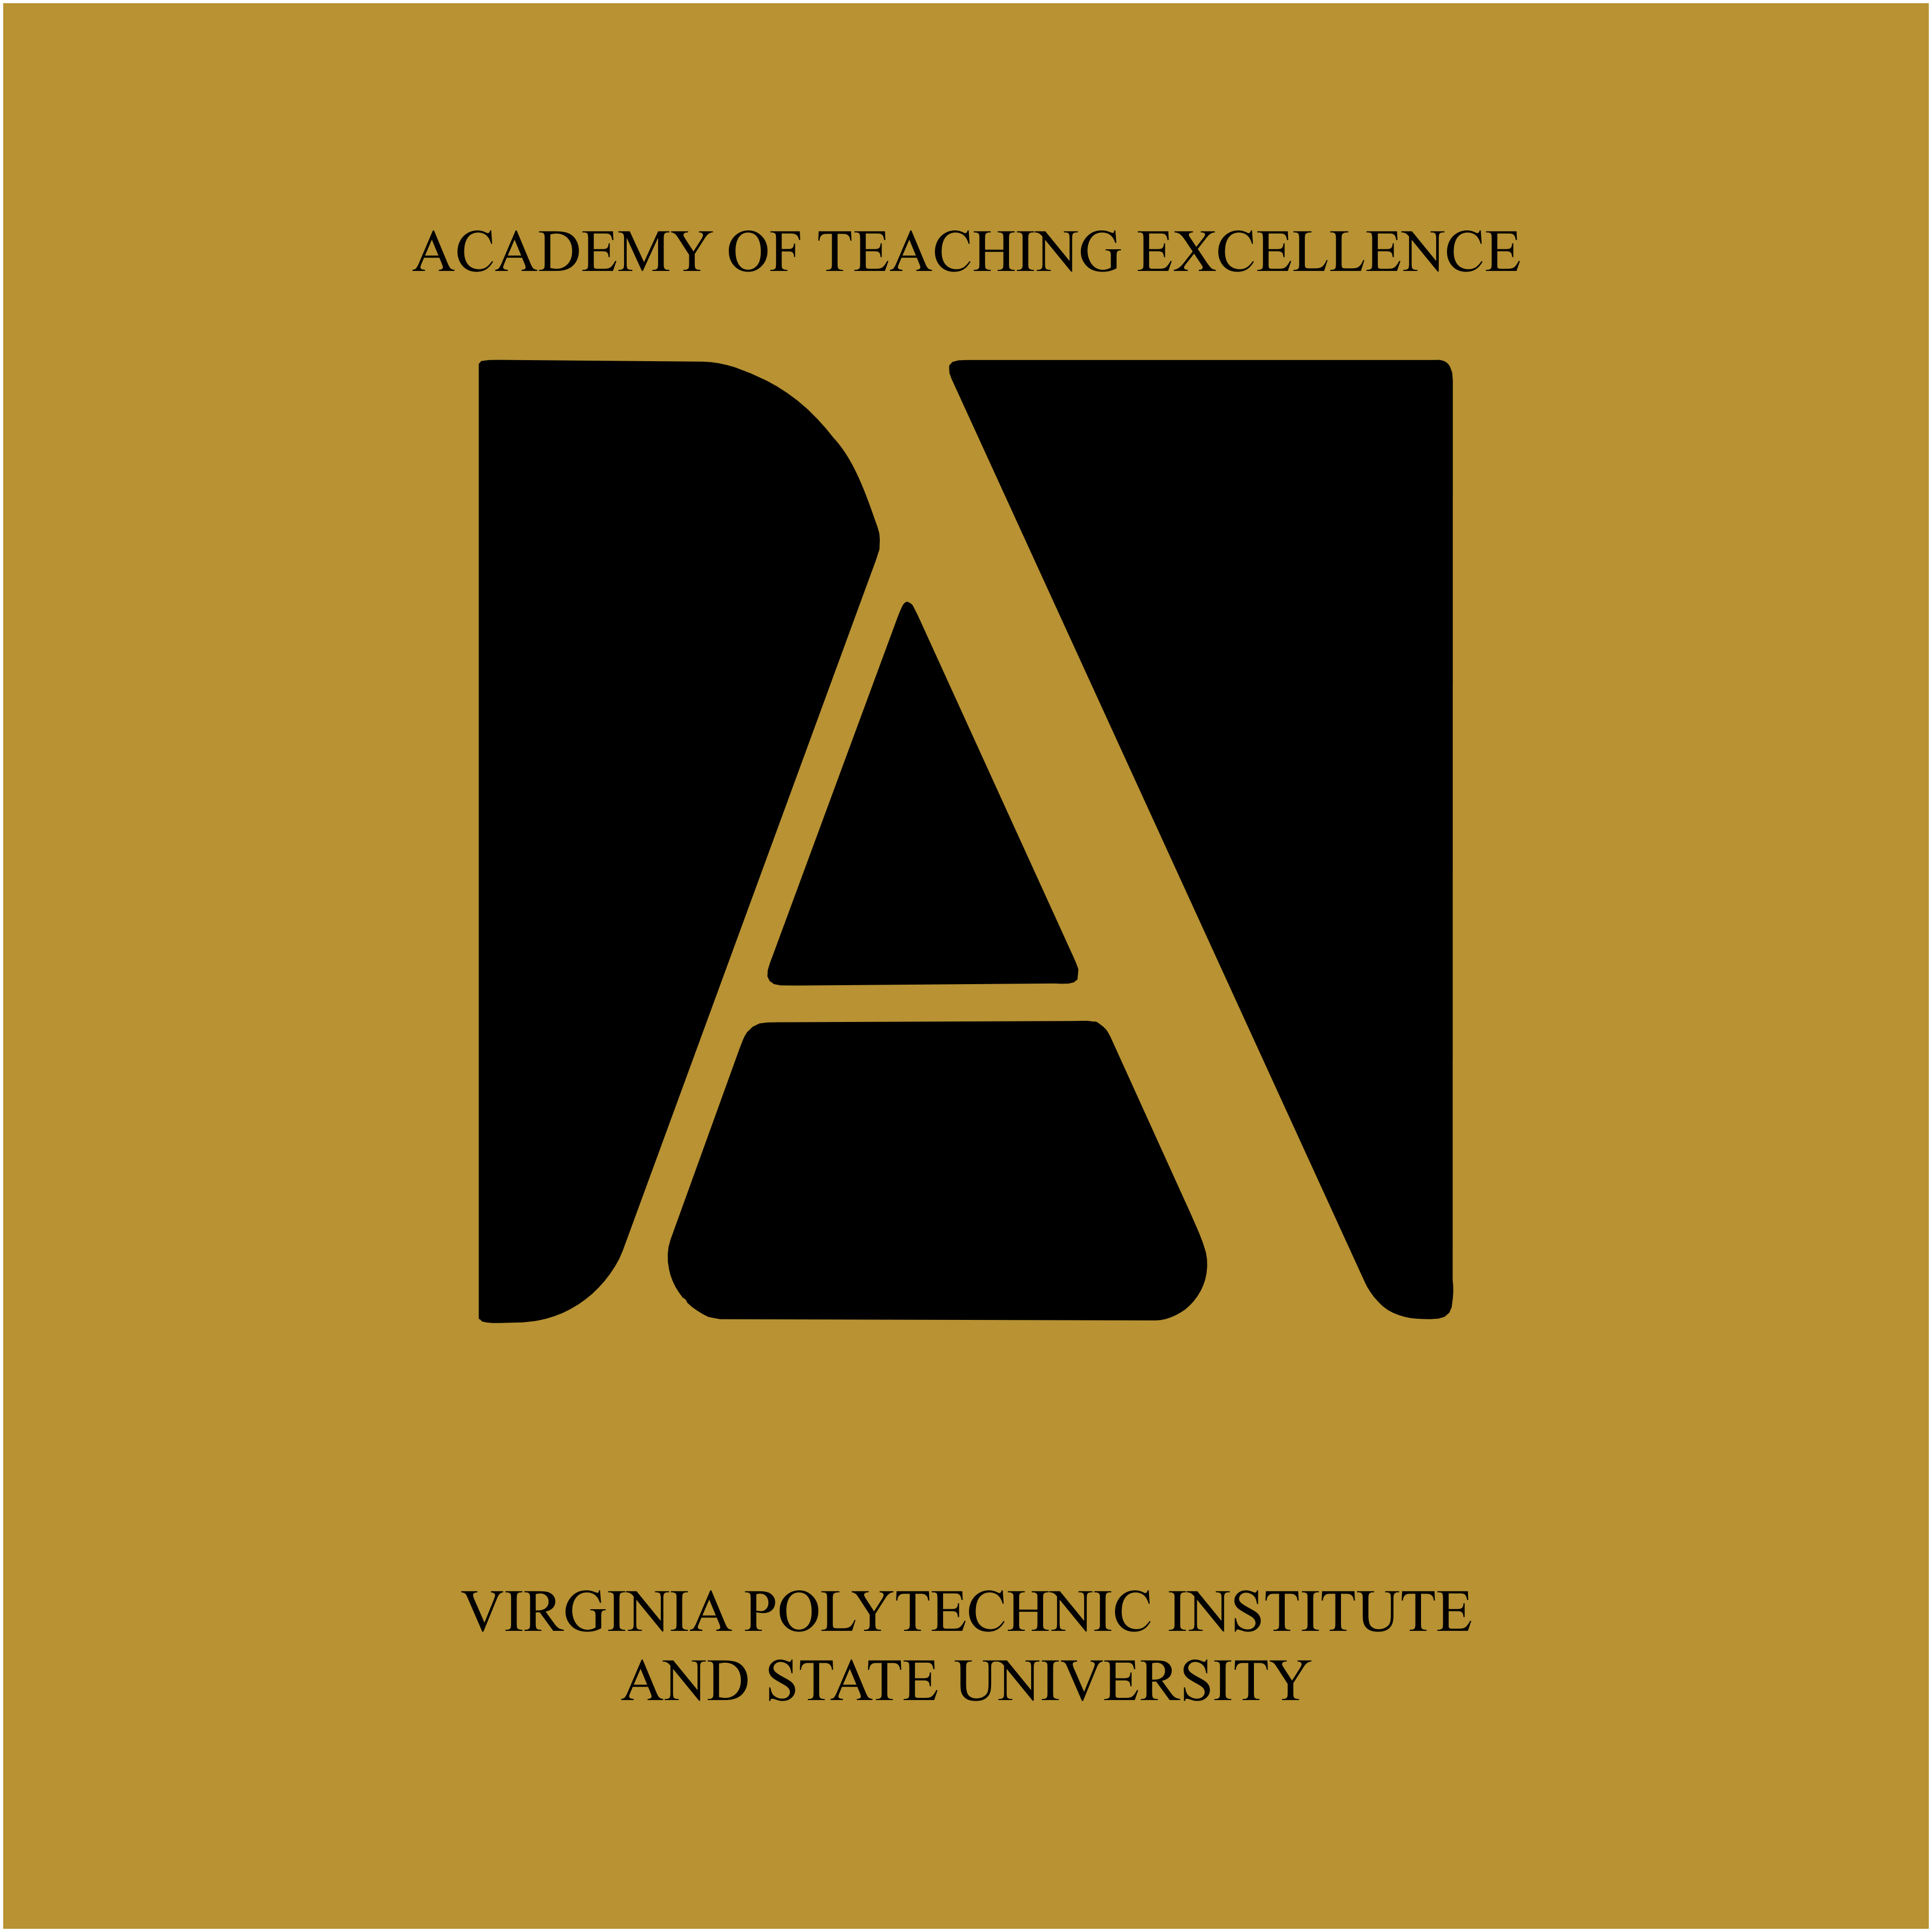 ACADEMY OF TEACHING EXCELLENCE
A
VIRGINIA POLYTECHNIC INSTITUTE
AND STATE UNIVERSITY